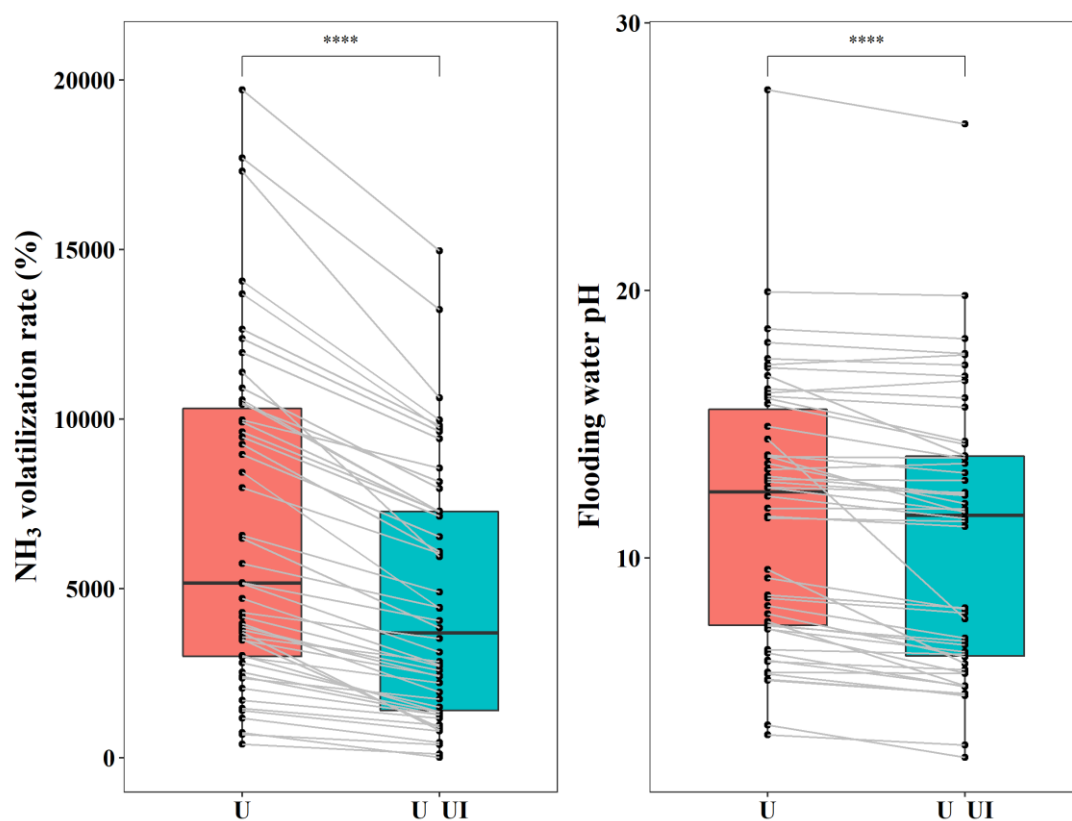 ****
20000
15000
10000
5000
0
NH₃ volatilization rate (%)
U
U UI
****
30
20
10
Flooding water pH
U
U UI